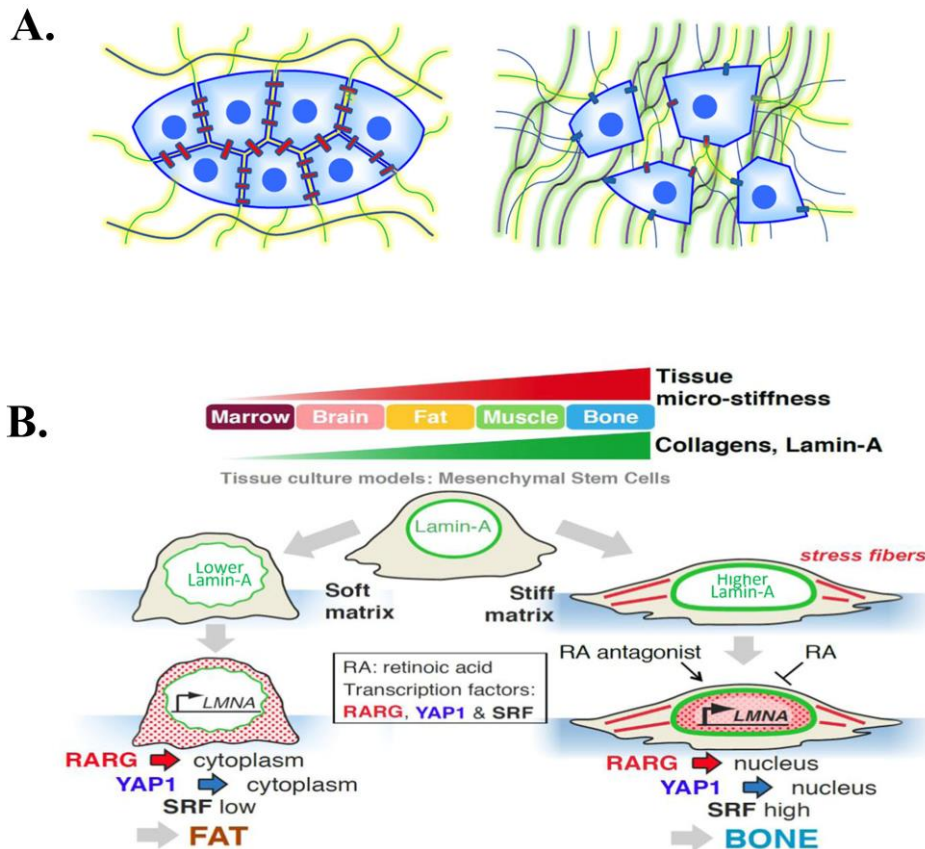 A.
B.
Tissue
micro-stiffness
Marrow Brain Fat Muscle Bone
Collagens, Lamin-A
Tissue culture models: Mesenchymal Stem Cells
Lamin-A
Lower
Lamin-A
Soft
matrix
Stiff
matrix
stress fibers
Higher
Lamin-A
RA: retinoic acid
Transcription factors:
RARG, YAP1 & SRF
RA antagonist
RA
LMNA
LMNA
RARG cytoplasm
YAP1 cytoplasm
SRF low
FAT
RARG nucleus
YAP1 nucleus
SRF high
BONE